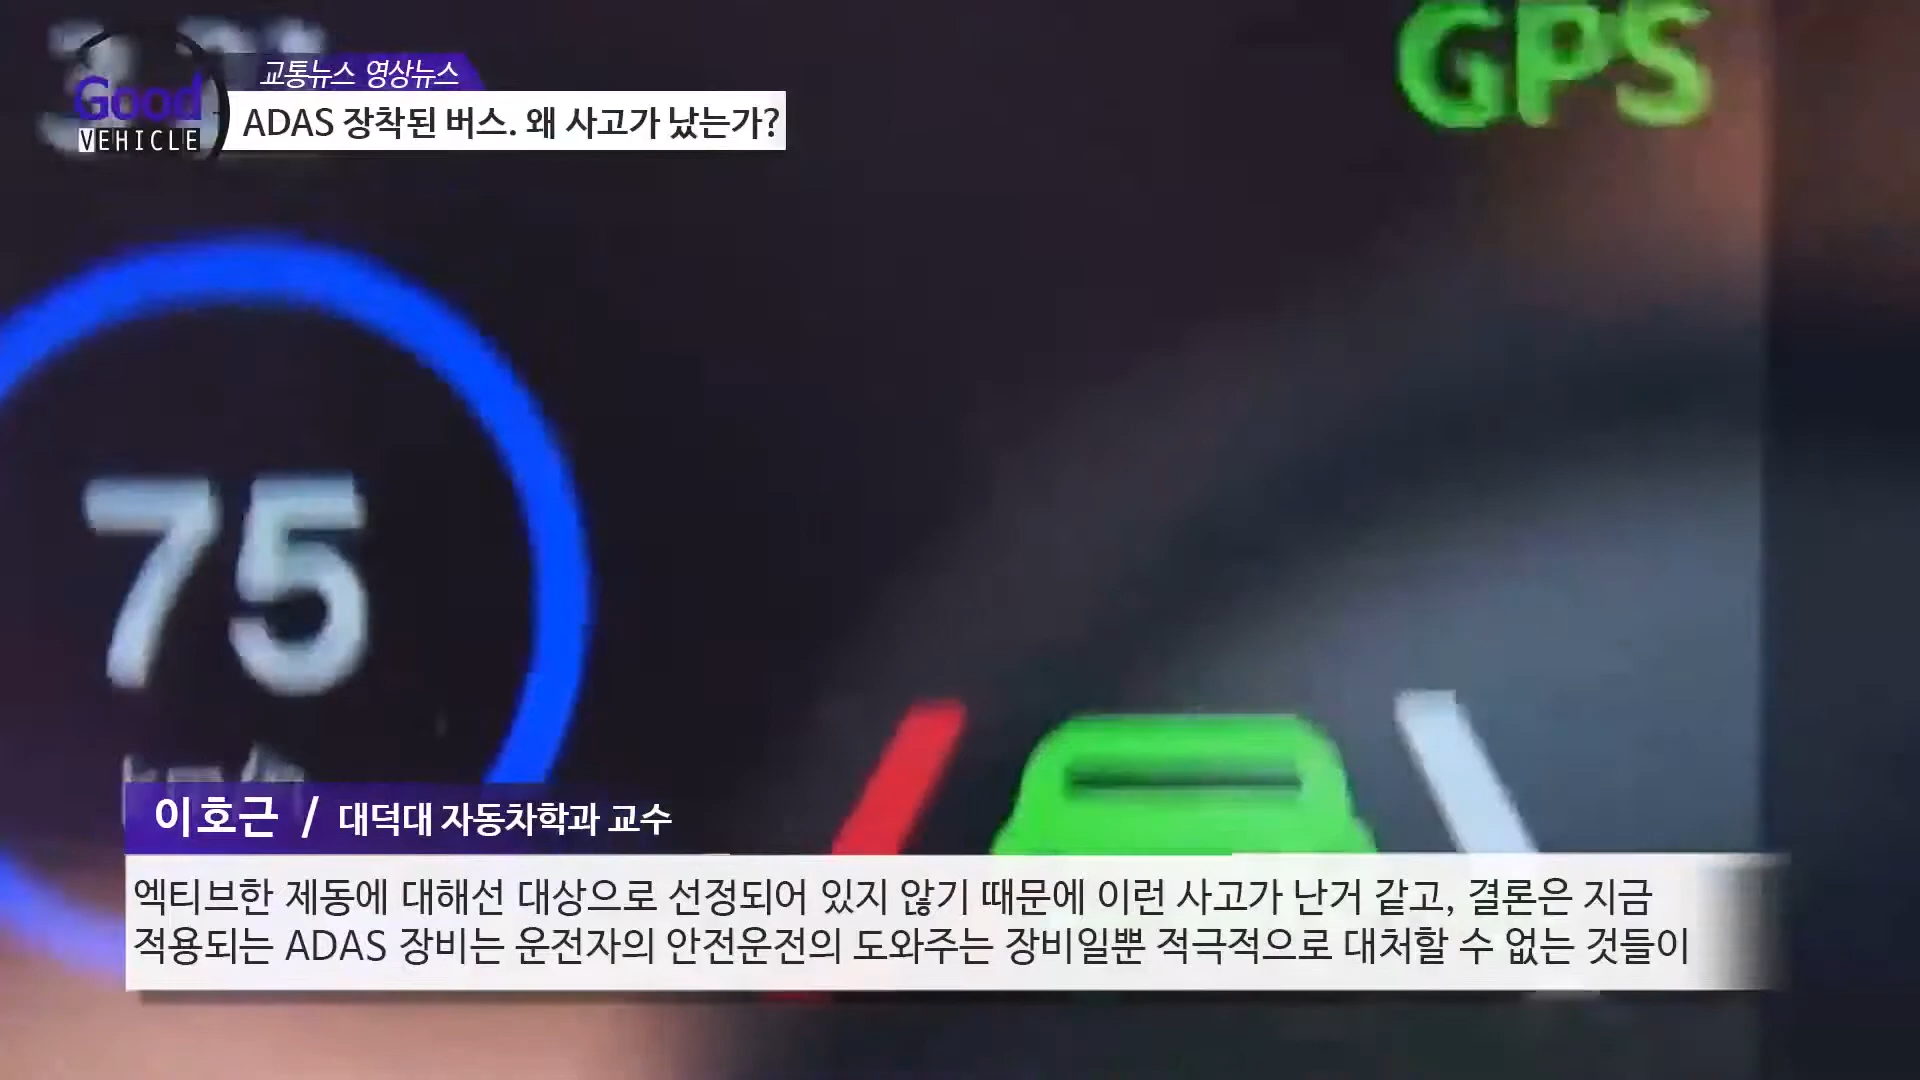 교통뉴스 영상뉴스
Good
VEHICLE
ADAS 장착된 버스. 왜 사고가 났는가?
GPS
75
km/h
이호근 / 대덕대 자동차학과 교수
엑티브한 제동에 대해선 대상으로 선정되어 있지 않기 때문에 이런 사고가 난거 같고, 결론은 지금
적용되는 ADAS 장비는 운전자의 안전운전의 도와주는 장비일뿐 적극적으로 대처할 수 없는 것들이